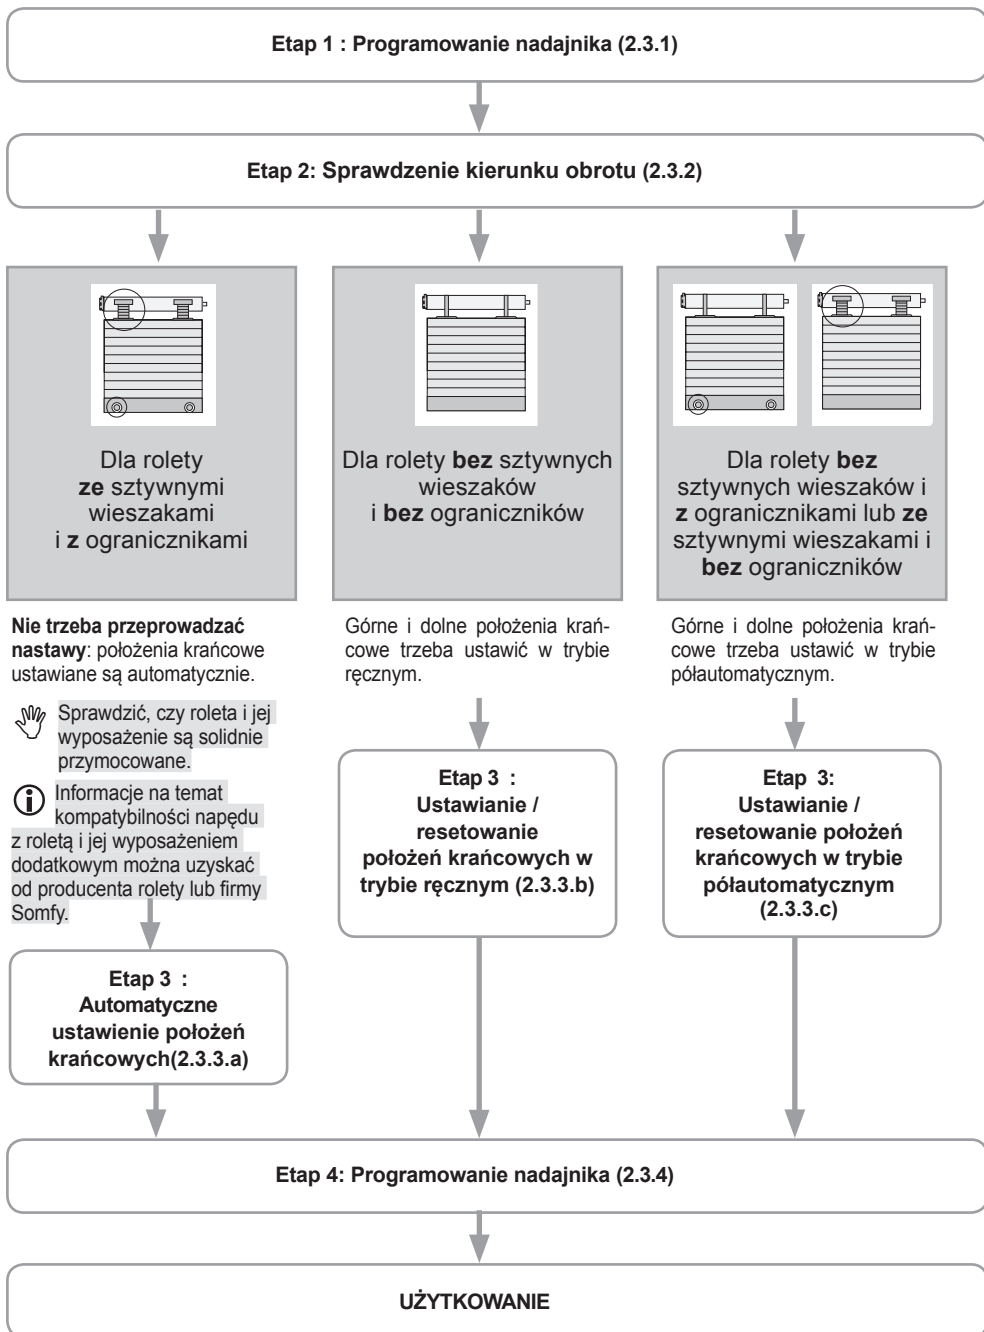 Etap 1 : Programowanie nadajnika (2.3.1)
Etap 2: Sprawdzenie kierunku obrotu (2.3.2)
Dla rolety
ze sztywnymi
wieszakami
i z ogranicznikami
Nie trzeba przeprowadzać
nastawy: położenia krańcowe
ustawiane są automatycznie.
Sprawdzić, czy roleta i jej
wyposażenie są solidnie
przymocowane.
Informacje na temat
kompatybilności napędu
z roletą i jej wyposażeniem
dodatkowym można uzyskać
od producenta rolety lub firmy
Somfy.
Etap 3 :
Automatyczne
ustawienie położeń
krańcowych(2.3.3.a)
Dla rolety bez sztywnych
wieszaków
i bez ograniczników
Górne i dolne położenia krań-
cowe trzeba ustawić w trybie
ręcznym.
Etap 3 :
Ustawianie /
resetowanie
położeń krańcowych w
trybie ręcznym (2.3.3.b)
Dla rolety bez
sztywnych wieszaków i
z ogranicznikami lub ze
sztywnymi wieszakami i
bez ograniczników
Górne i dolne położenia krań-
cowe trzeba ustawić w trybie
półautomatycznym.
Etap 3:
Ustawianie /
resetowanie położeń
krańcowych w trybie
półautomatycznym
(2.3.3.c)
Etap 4: Programowanie nadajnika (2.3.4)
UŻYTKOWANIE